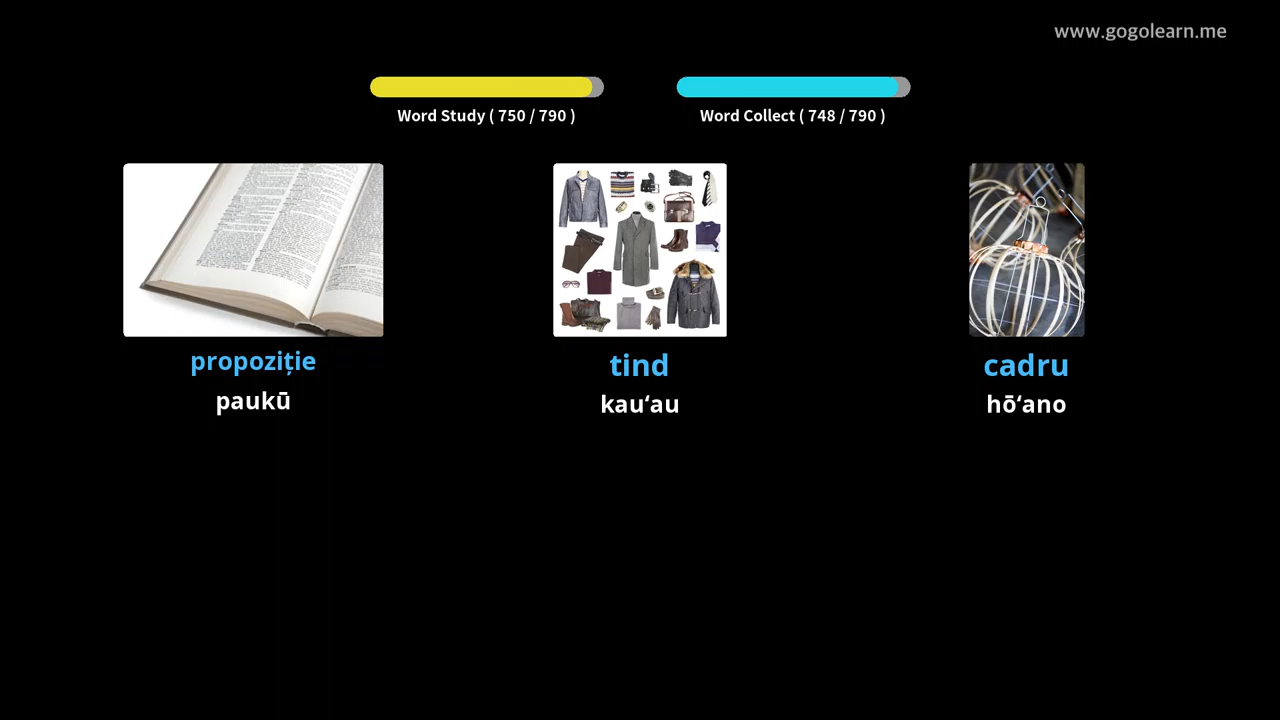 www.gogolearn.me
Word Study ( 750 / 790 )
Word Collect ( 748 / 790 )
propoziție
tind
cadru
paukū
kauʻau
hōʻano